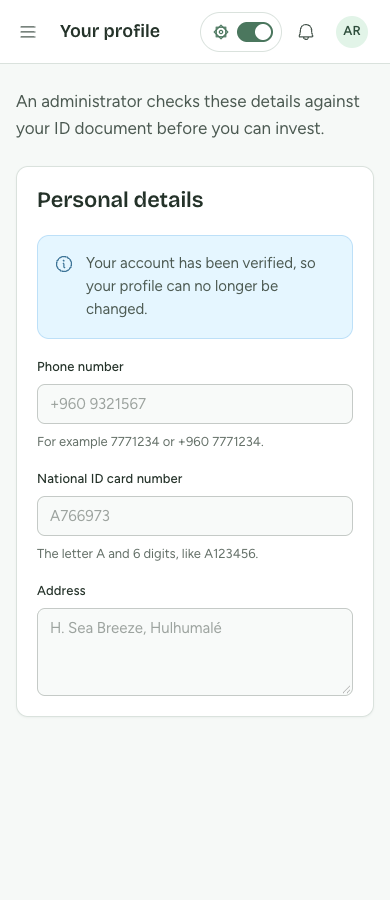 Your profile
AR
An administrator checks these details against
your ID document before you can invest.
Personal details
Your account has been verified, so
your profile can no longer be
changed.
Phone number
+960 9321567
For example 7771234 or +960 7771234.
National ID card number
A766973
The letter A and 6 digits, like A123456.
Address
H. Sea Breeze, Hulhumalé